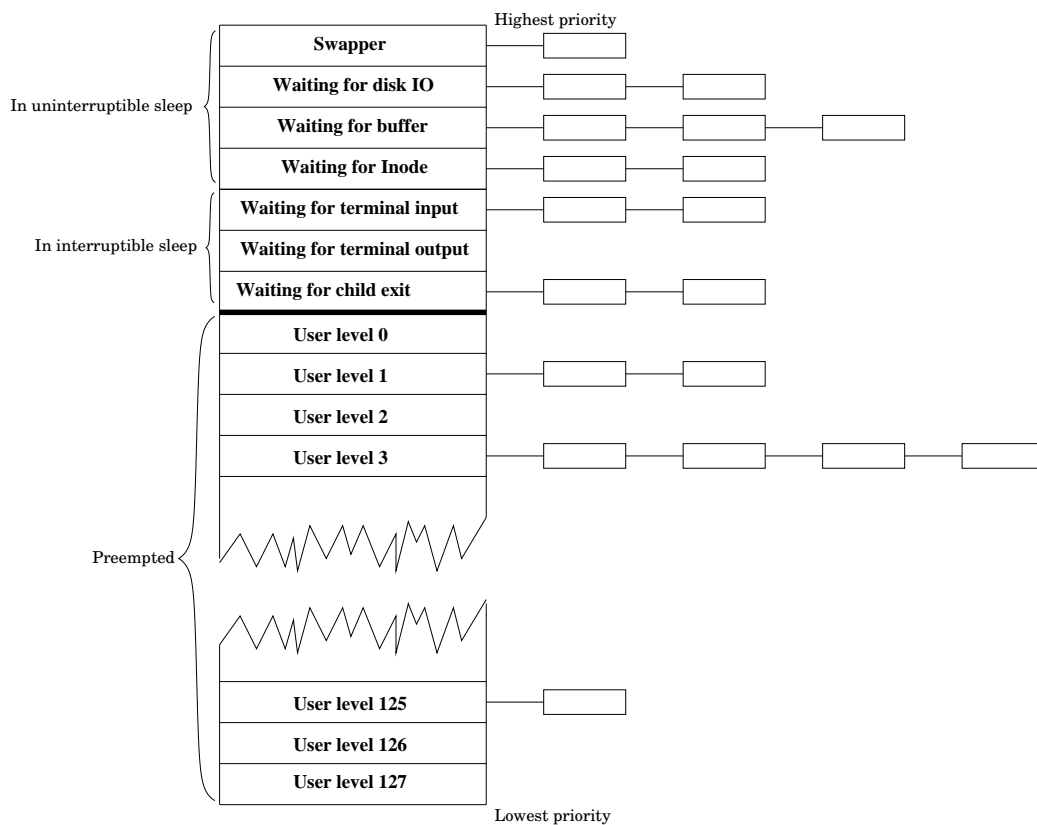 Highest priority
Swapper
Waiting for disk IO
In uninterruptible sleep
Waiting for buffer
Waiting for Inode
Waiting for terminal input
In interruptible sleep
Waiting for terminal output
Waiting for child exit
User level 0
User level 1
User level 2
User level 3
Preempted
User level 125
User level 126
User level 127
Lowest priority